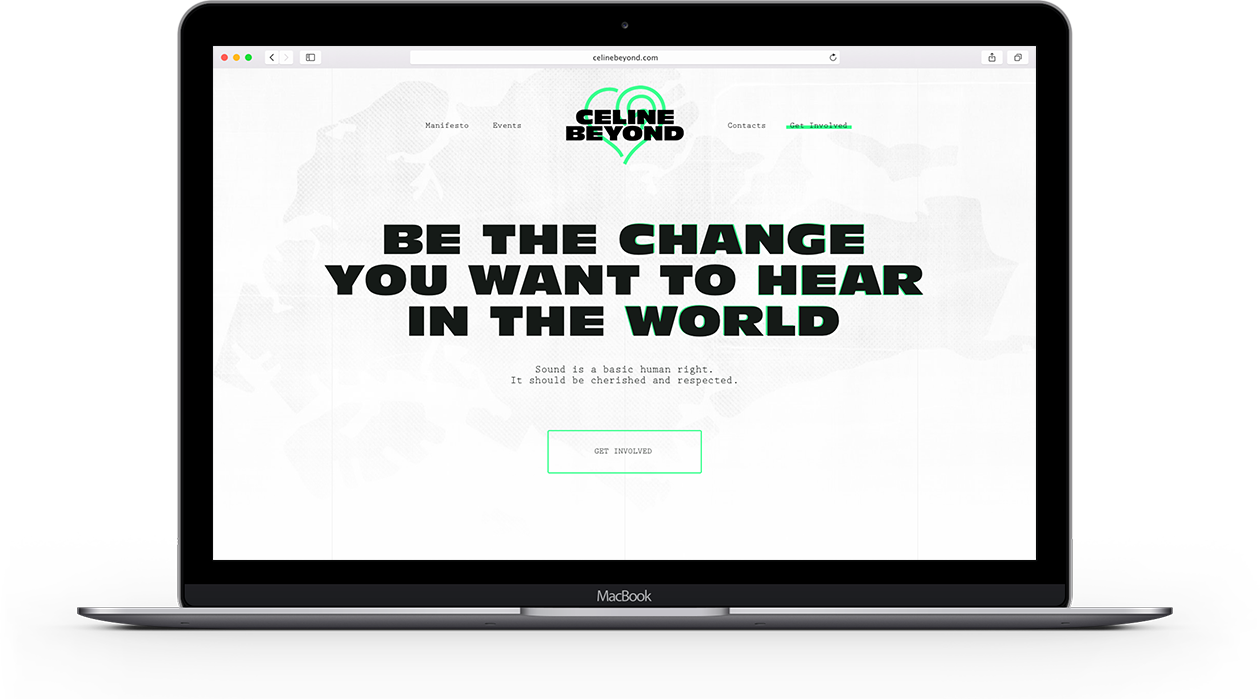 celinebeyond.com
Manifesto
Events
CELINE
BEYOND
Contacts
Get Involved
BE THE CHANGE
YOU WANT TO HEAR
IN THE WORLD
Sound is a basic human right.
It should be cherished and respected.
GET INVOLVED
MacBook